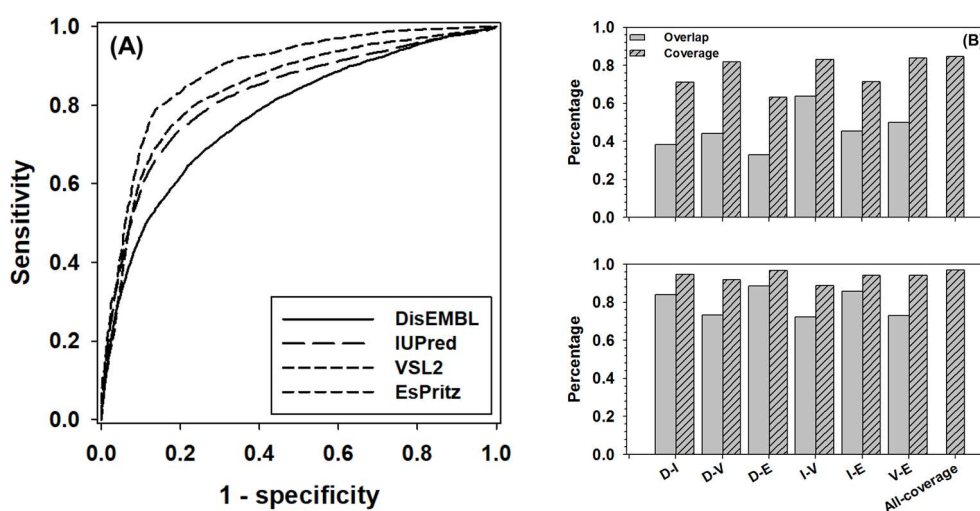 (A)
1.0
0.8
0.6
0.4
0.2
0.0
Sensitivity
0.0 0.2 0.4 0.6 0.8 1.0
1 - specificity
DisEMBL
IUPred
VSL2
EsPritz
(B
Overlap
Coverage
1.0
0.8
0.6
0.4
0.2
0.0
Percentage
1.0
0.8
0.6
0.4
0.2
0.0
Percentage
D-I D-V D-E I-V I-E V-E All-coverage